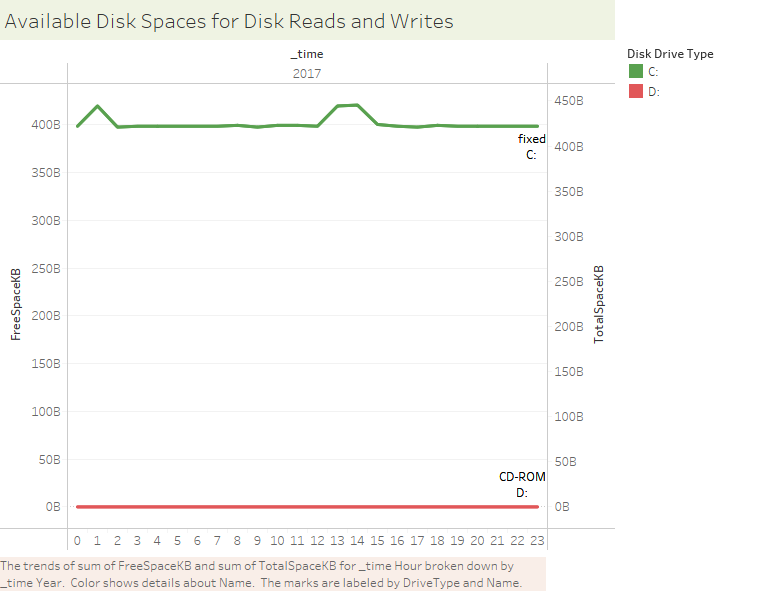 Available Disk Spaces for Disk Reads and Writes
_time
2017
Disk Drive Type
C:
D:
450B
400B
400B
350B
350B
300B
300B
250B
250B
200B
200B
150B
150B
100B
100B
50B
50B
0B
0B
FreeSpaceKB
TotalSpaceKB
fixed
C:
CD-ROM
D:
0 1 2 3 4 5 6 7 8 9 10 11 12 13 14 15 16 17 18 19 20 21 22 23
The trends of sum of FreeSpaceKB and sum of TotalSpaceKB for _time Hour broken down by
_time Year.  Color shows details about Name.  The marks are labeled by DriveType and Name.